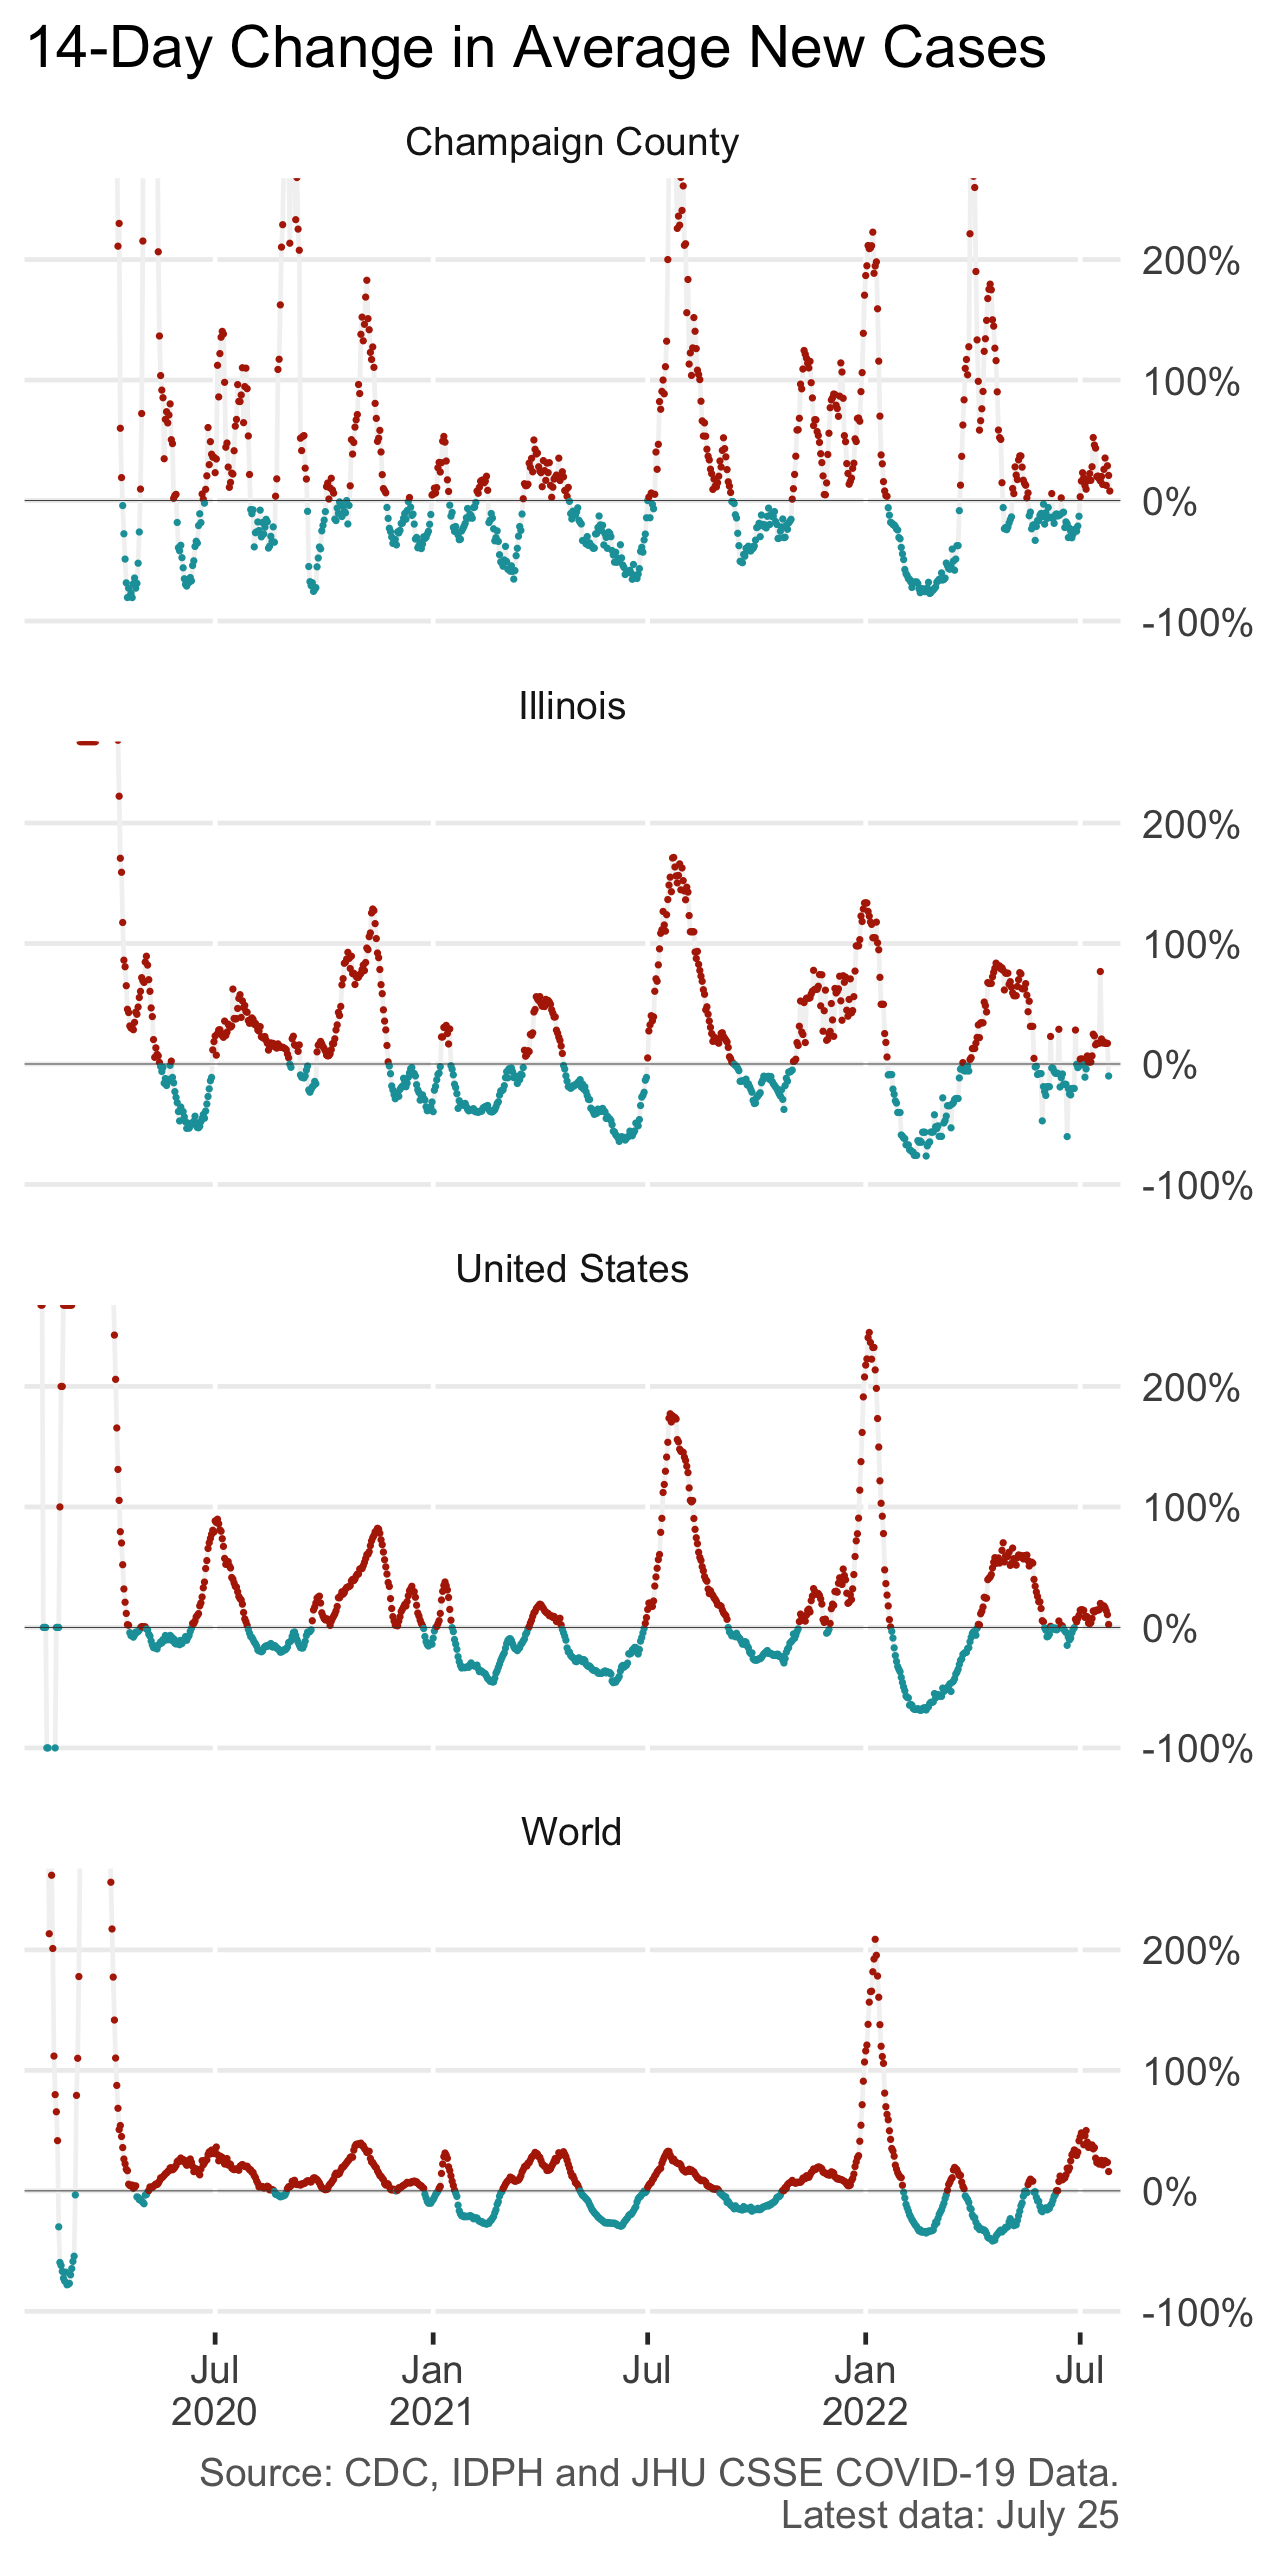 14-Day Change in Average New Cases
Champaign County
200%
100%
0%
-100%
Illinois
200%
100%
0%
-100%
United States
200%
100%
0%
-100%
World
200%
100%
0%
-100%
Jul Jan Jul Jan Jul
2020 2021 2022
Source: CDC, IDPH and JHU CSSE COVID-19 Data.
Latest data: July 25